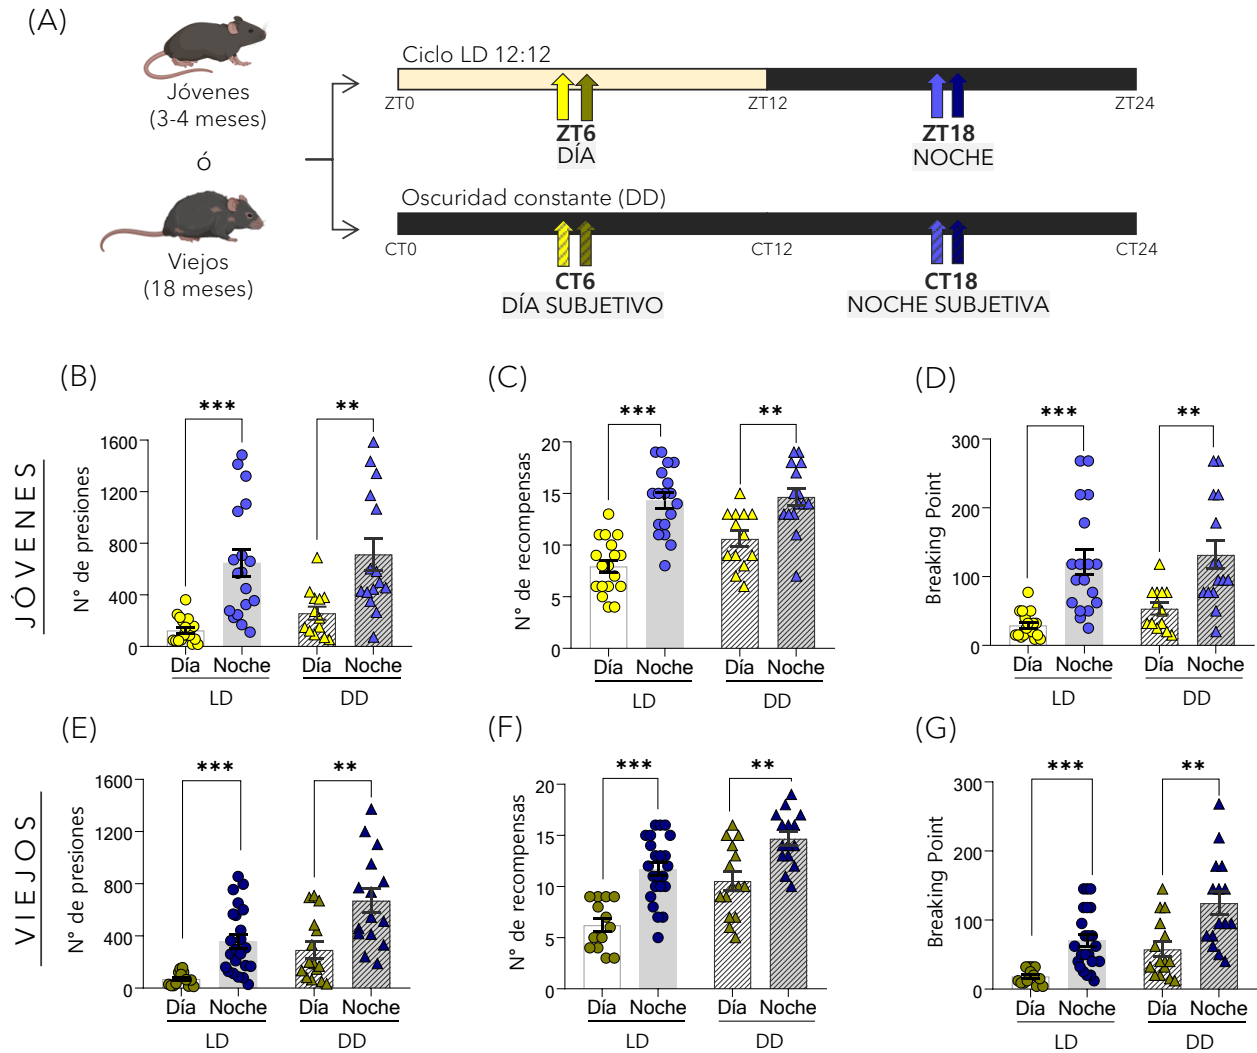 (A)
Jóvenes
(3-4 meses)
ó
Viejos
(18 meses)
Ciclo LD 12:12
ZT0
ZT12
ZT24
ZT6
DÍA
ZT18
NOCHE
Oscuridad constante (DD)
CT0
CT12
CT24
CT6
DÍA SUBJETIVO
CT18
NOCHE SUBJETIVA
JÓVENES
(B)
N° de presiones
1600
1200
800
400
0
***
**
Día Noche Día Noche
LD DD
(C)
N° de recompensas
20
15
10
5
0
***
**
Día Noche Día Noche
LD DD
(D)
Breaking Point
300
200
100
0
***
**
Día Noche Día Noche
LD DD
VIEJOS
(E)
N° de presiones
1600
1200
800
400
0
***
**
Día Noche Día Noche
LD DD
(F)
N° de recompensas
20
15
10
5
0
***
**
Día Noche Día Noche
LD DD
(G)
Breaking Point
300
200
100
0
***
**
Día Noche Día Noche
LD DD